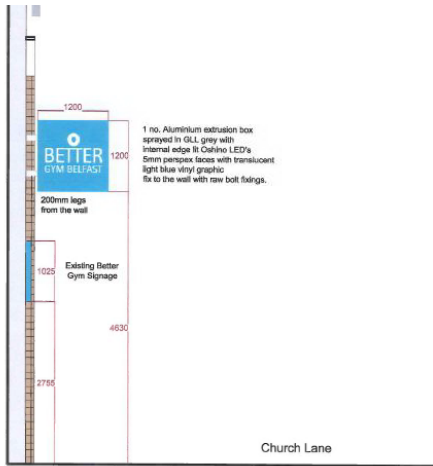 1200
1 no. Aluminium extrusion box
sprayed in GLL grey with
internal edge lit Oshino LED's
5mm perspex faces with translucent
light blue vinyl graphic
fix to the wall with raw bolt fixings.
BETTER
GYM BELFAST
1200
200mm legs
from the wall
Existing Better
Gym Signage
1025
4630
2755
Church Lane